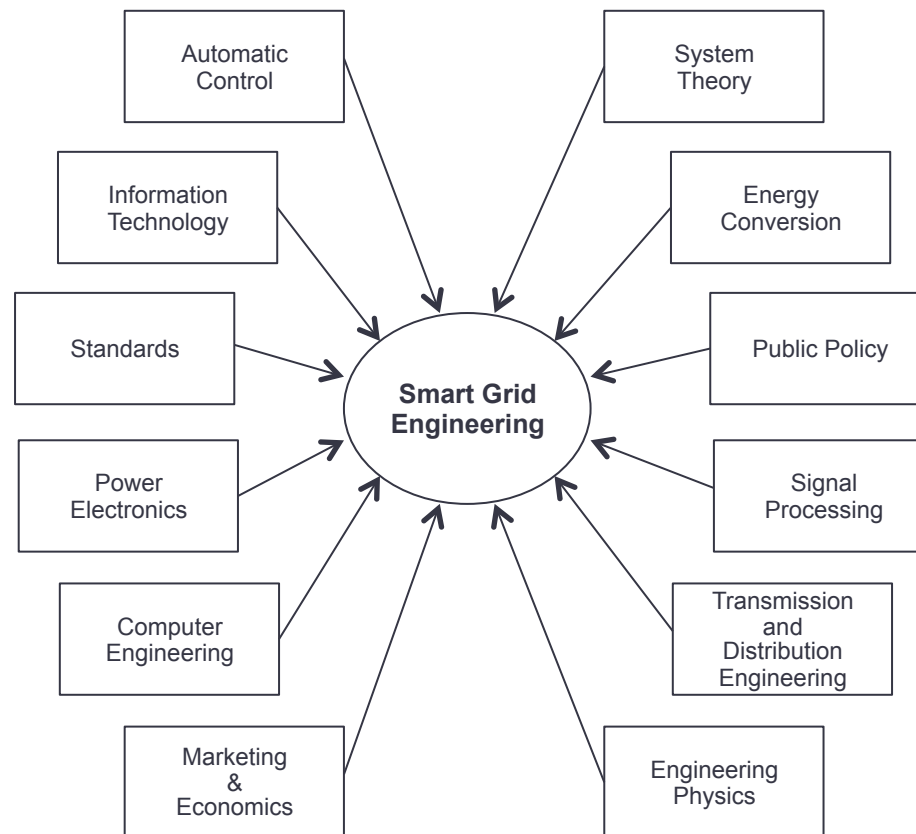 Automatic
Control
System
Theory
Information
Technology
Energy
Conversion
Standards
Public Policy
Smart Grid
Engineering
Power
Electronics
Signal
Processing
Computer
Engineering
Transmission
and
Distribution
Engineering
Marketing
&
Economics
Engineering
Physics